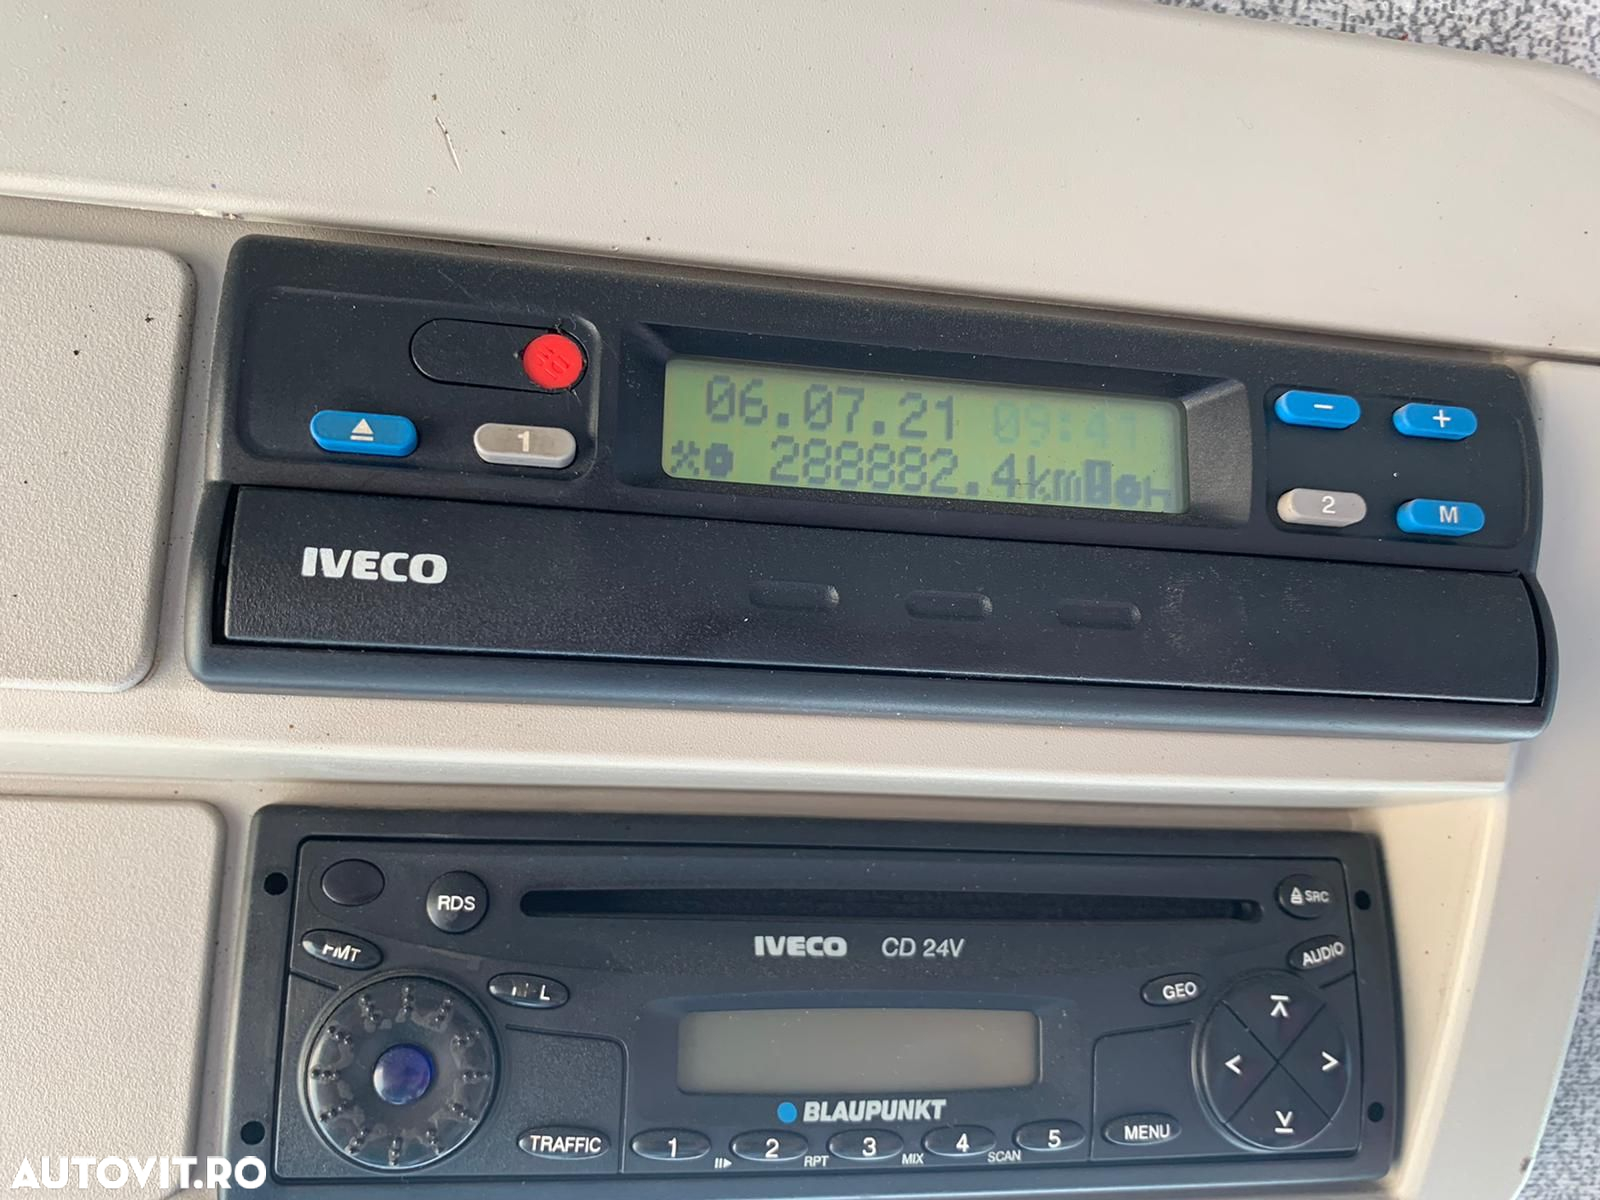 06.07.21 09:47
288882.4km h
1
- +
2 M
IVECO
RDS
SRC
IVECO CD 24V
AUDIO
GEO
BLAUPUNKT
TRAFFIC
1 2 3 4 5
RPT MIX SCAN
MENU
AUTOVIT.RO